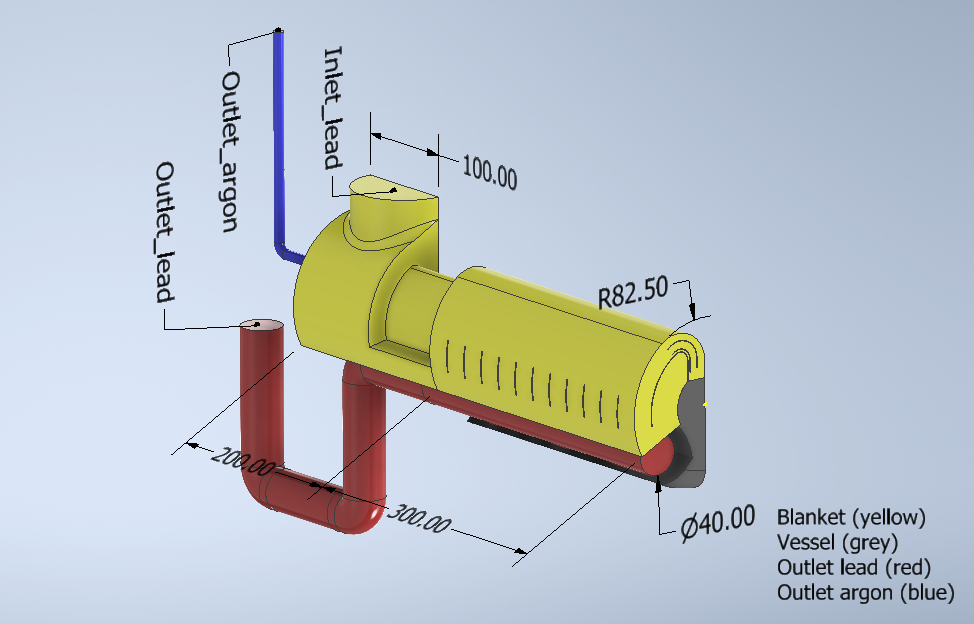 Inlet_lead
Outlet_argon
Outlet_lead
100.00
R82.50
200.00
300.00
Ø40.00
Blanket (yellow)
Vessel (grey)
Outlet lead (red)
Outlet argon (blue)